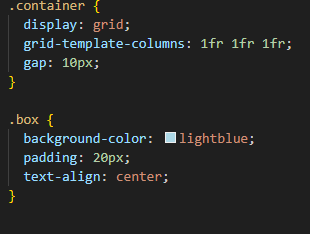 .container {
  display: grid;
  grid-template-columns: 1fr 1fr 1fr;
  gap: 10px;
}

.box {
  background-color: lightblue;
  padding: 20px;
  text-align: center;
}